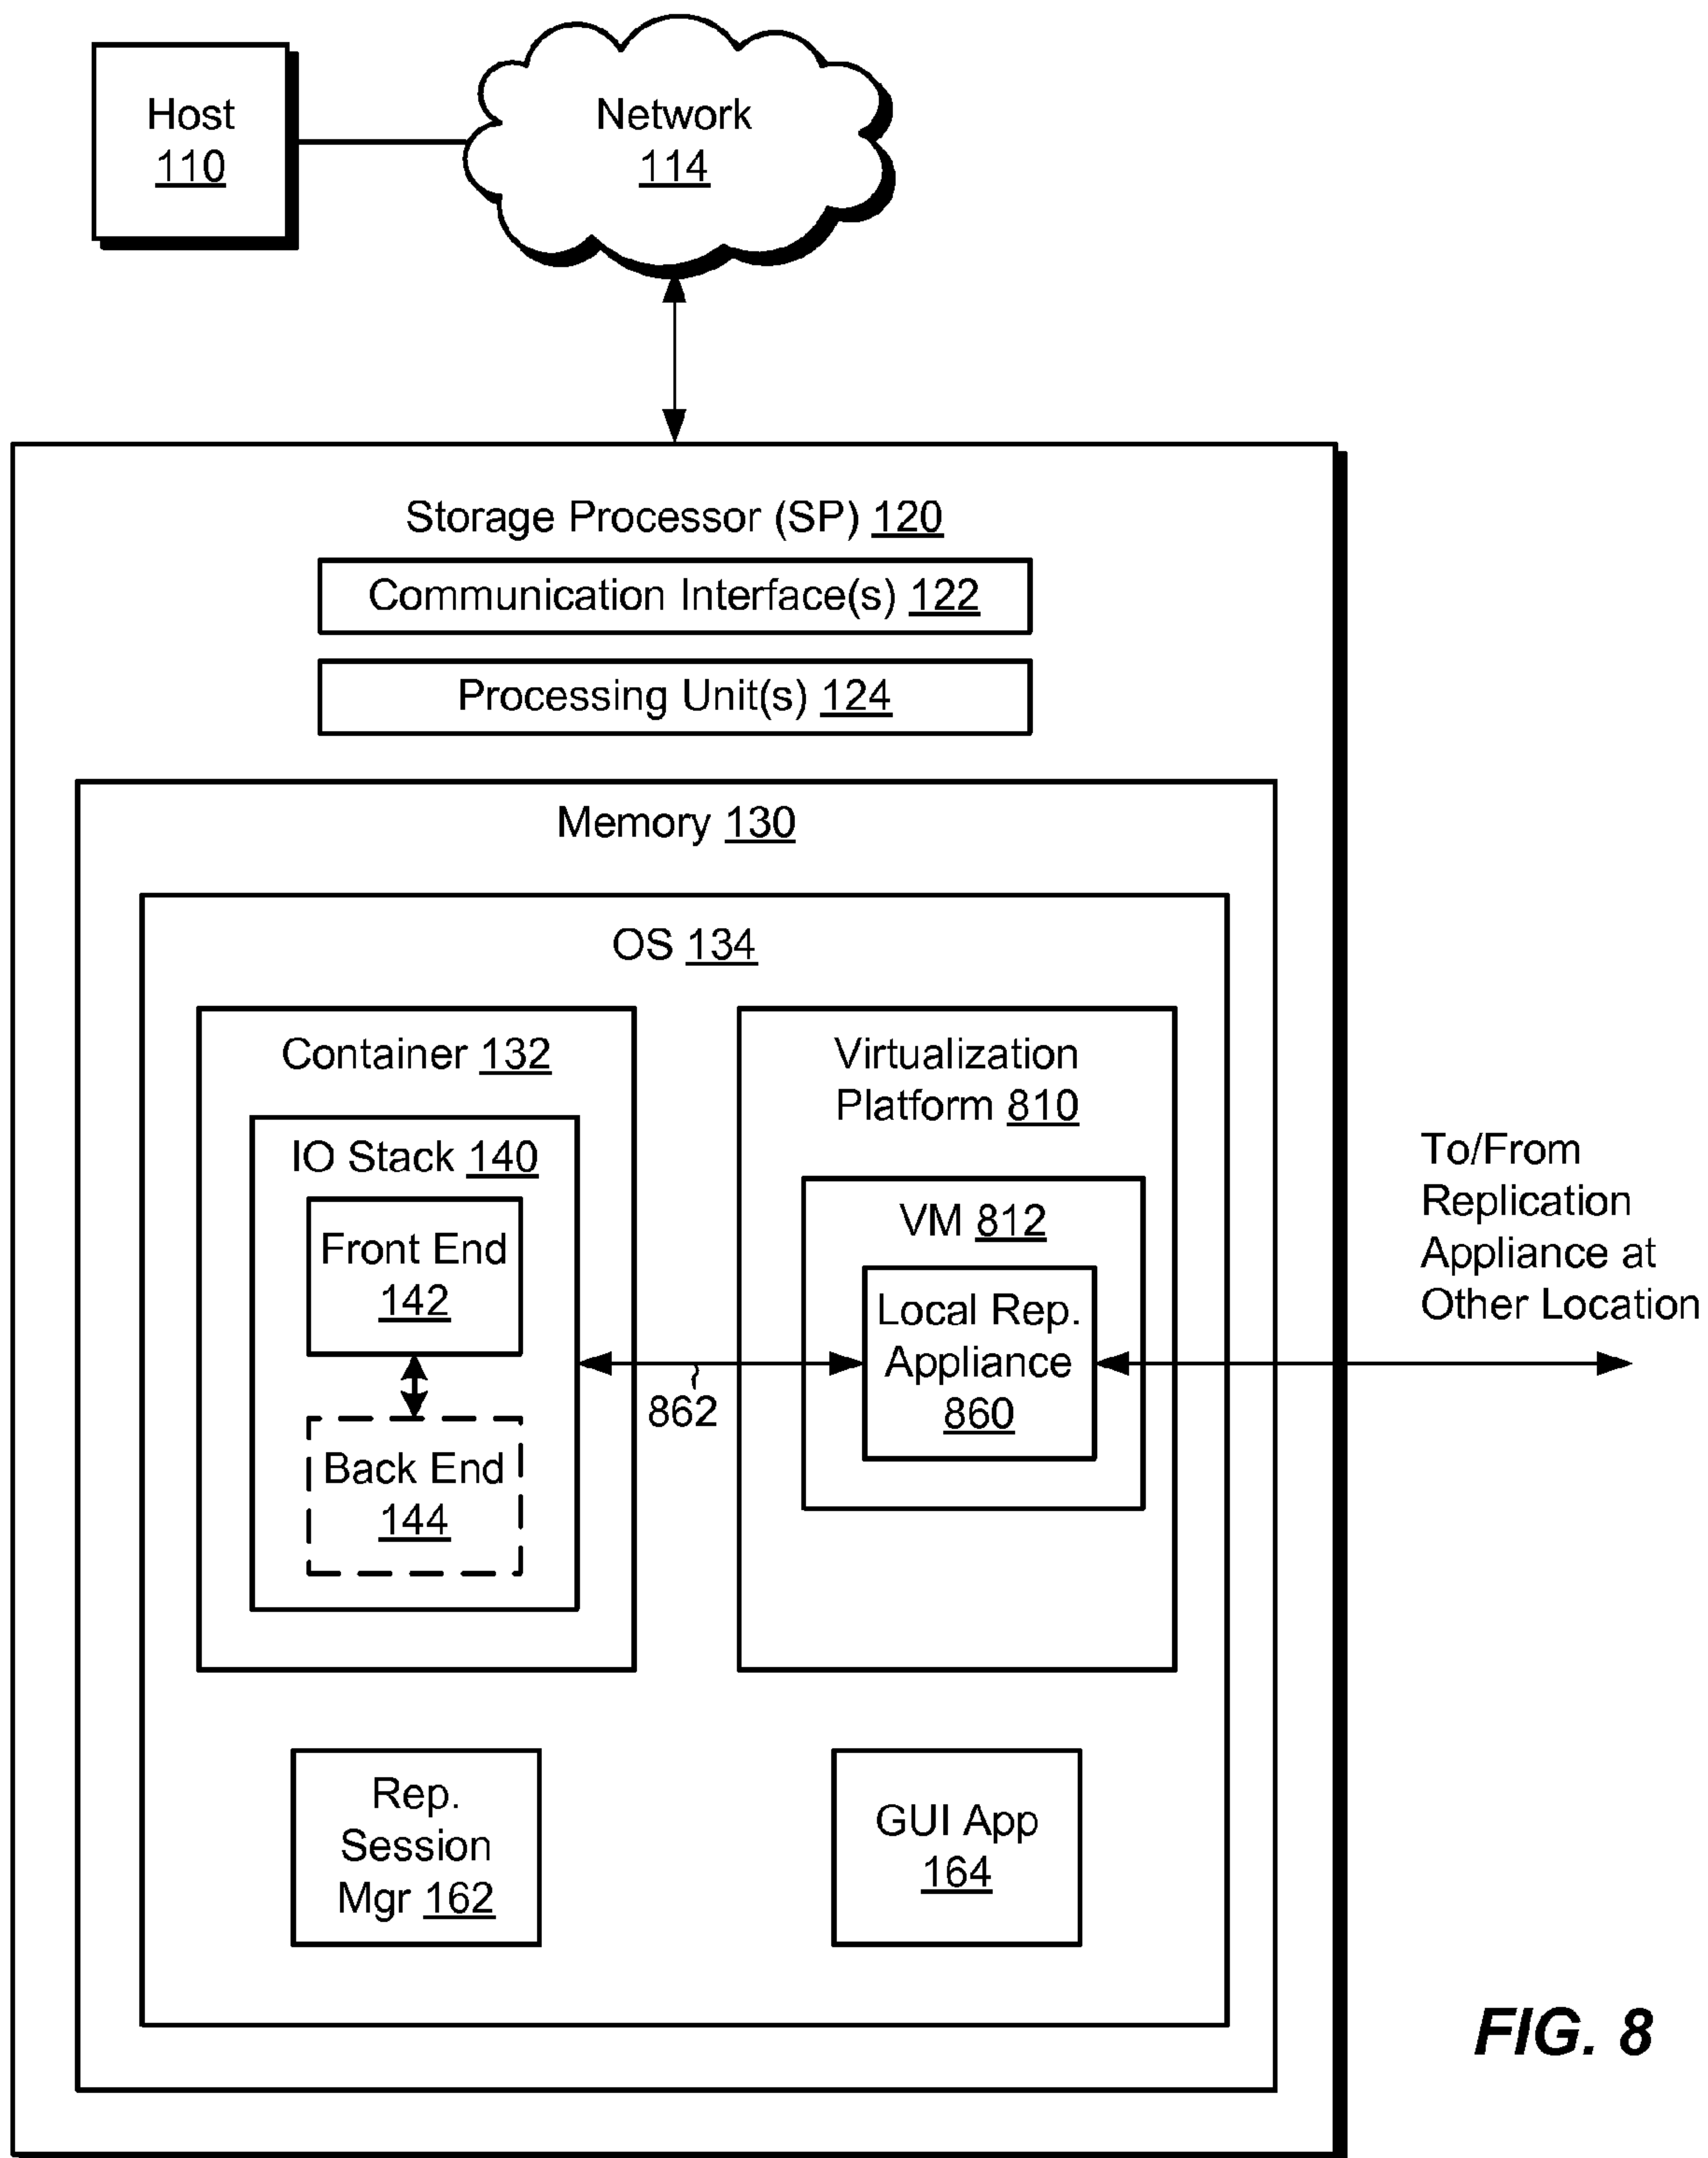 Host
110
Network
114
Storage Processor (SP) 120
Communication Interface(s) 122
Processing Unit(s) 124
Memory 130
OS 134
Container 132
IO Stack 140
Front End
142
Back End
144
862
Virtualization
Platform 810
VM 812
Local Rep.
Appliance
860
To/From
Replication
Appliance at
Other Location
Rep.
Session
Mgr 162
GUI App
164
FIG. 8